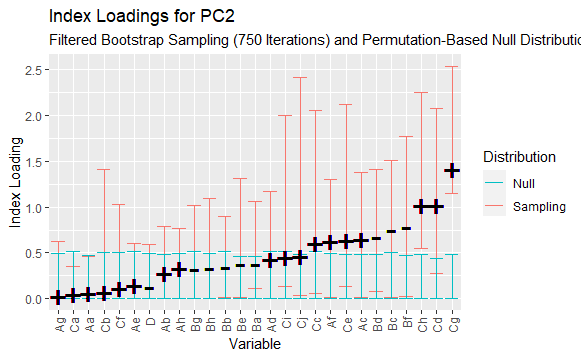 Index Loadings for PC2
Filtered Bootstrap Sampling (750 Iterations) and Permutation-Based Null Distributio
Index Loading
2.5
2.0
1.5
1.0
0.5
0.0
Ag Ca Aa Cb Cf Ae D Ab Ah Bg Bh Bb Be Ba Ad Ci Cj Cc Af Ce Ac Bd Bc Bf Ch Cd Cg
Variable
Distribution
Null
Sampling